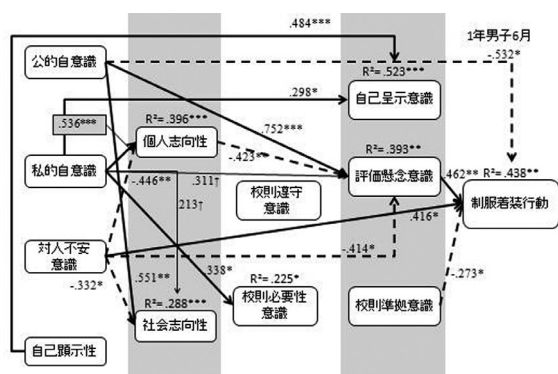 .484***
1年男子6月
-.532*
公的自意識
R²= .523***
自己呈示意識
.298*
.536***
R²= .396***
個人志向性
.752***
-.423**
R²= .393**
評価懸念意識
私的自意識
-.446**
.311↑
.462**
R²= .438**
制服着装行動
校則遵守
意識
213↑
.416*
対人不安
意識
-.414*
-.332*
.551**
.338*
-.273*
R²= .288***
社会志向性
R²= .225*
校則必要性
意識
校則準拠意識
自己顕示性